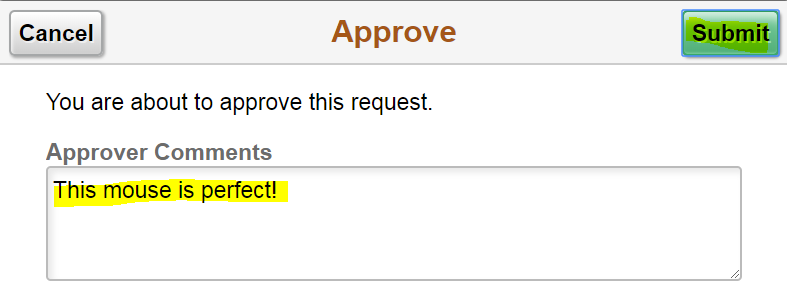 Cancel
Approve
Submit
You are about to approve this request.
Approver Comments
This mouse is perfect!